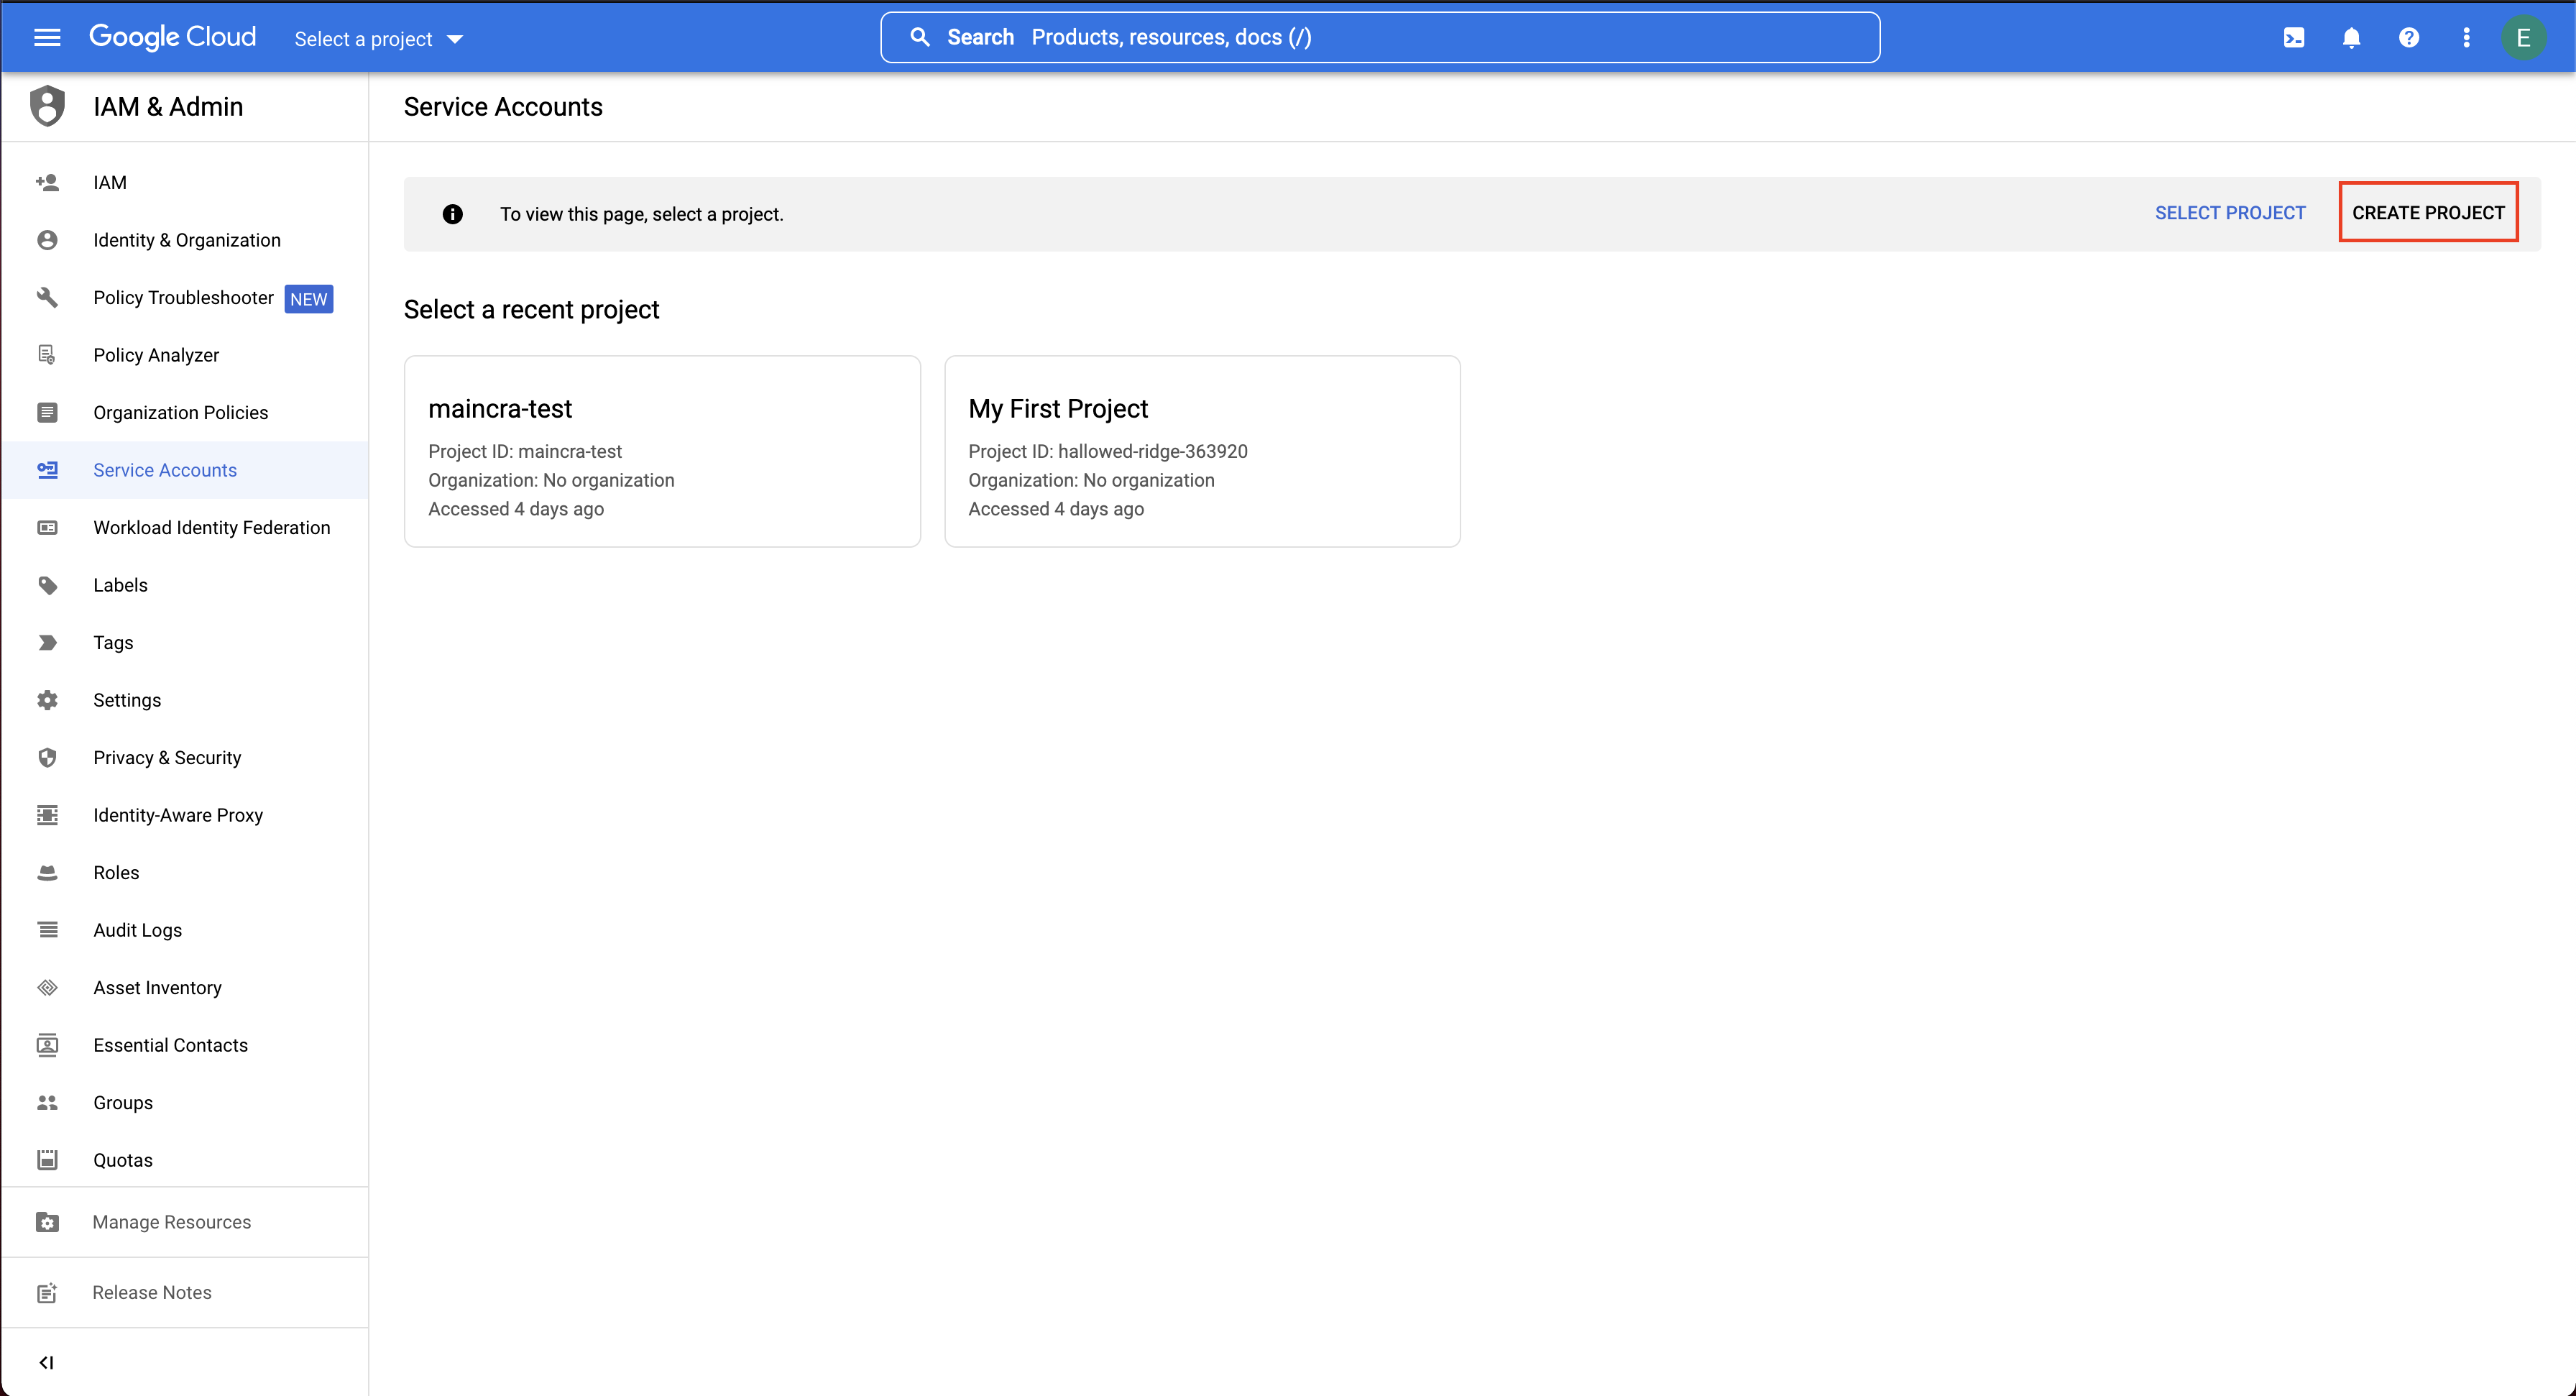 Google Cloud
Select a project
Search Products, resources, docs (/)
E
IAM & Admin
Service Accounts
IAM
Identity & Organization
Policy Troubleshooter NEW
Policy Analyzer
Organization Policies
Service Accounts
Workload Identity Federation
Labels
Tags
Settings
Privacy & Security
Identity-Aware Proxy
Roles
Audit Logs
Asset Inventory
Essential Contacts
Groups
Quotas
Manage Resources
Release Notes
To view this page, select a project.
SELECT PROJECT
CREATE PROJECT
Select a recent project
maincra-test
Project ID: maincra-test
Organization: No organization
Accessed 4 days ago
My First Project
Project ID: hallowed-ridge-363920
Organization: No organization
Accessed 4 days ago